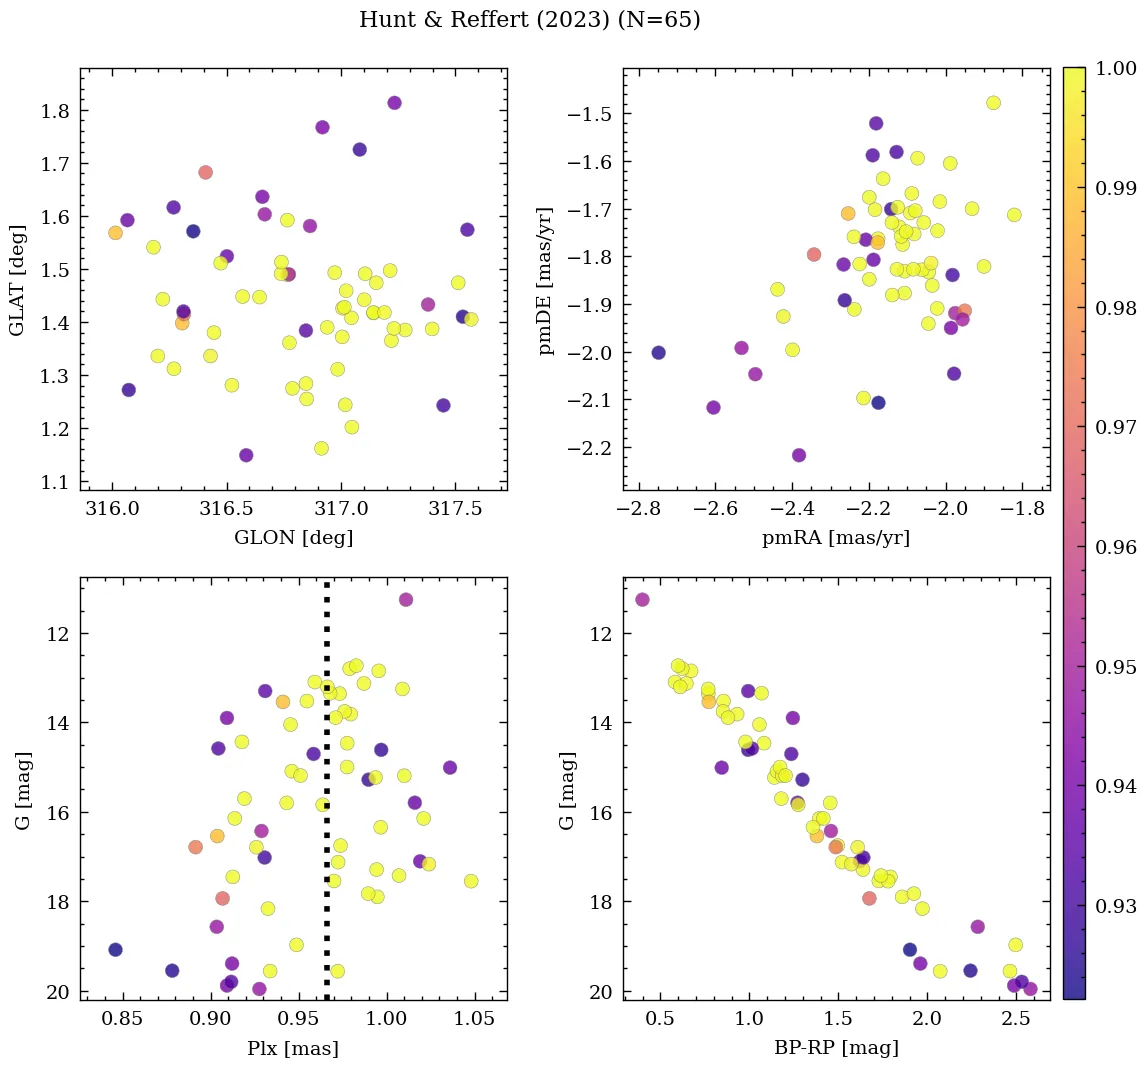 Hunt & Reffert (2023) (N=65)
1.8
1.7
1.6
1.5
1.4
1.3
1.2
1.1
GLAT [deg]
316.0 316.5 317.0 317.5
GLON [deg]
−1.5
−1.6
−1.7
−1.8
−1.9
−2.0
−2.1
−2.2
pmDE [mas/yr]
−2.8 −2.6 −2.4 −2.2 −2.0 −1.8
pmRA [mas/yr]
12
14
16
18
20
G [mag]
0.85 0.90 0.95 1.00 1.05
Plx [mas]
12
14
16
18
20
G [mag]
0.5 1.0 1.5 2.0 2.5
BP-RP [mag]
1.00
0.99
0.98
0.97
0.96
0.95
0.94
0.93